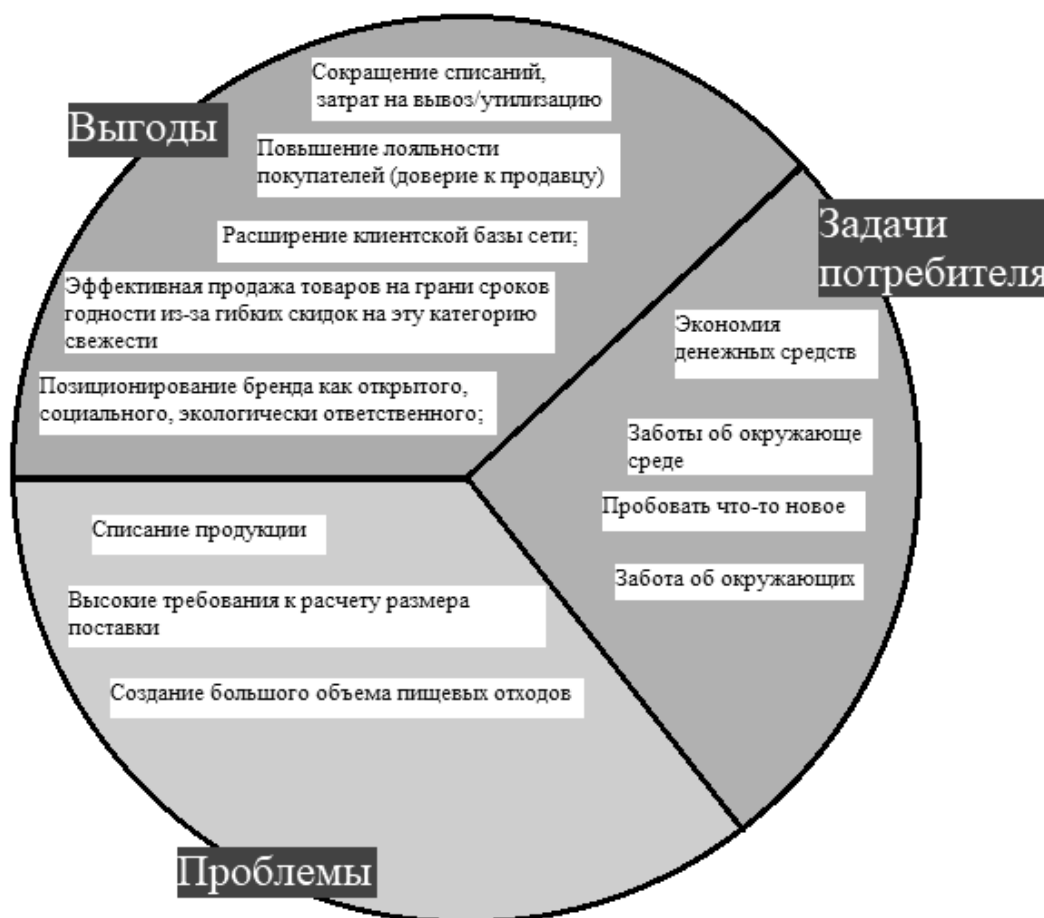 Выгоды
Сокращение списаний,
затрат на вывоз/утилизацию
Повышение лояльности
покупателей (доверие к продавцу)
Расширение клиентской базы сети;
Эффективная продажа товаров на грани сроков
годности из-за гибких скидок на эту категорию
свежести
Позиционирование бренда как открытого,
социального, экологически ответственного;
Задачи
потребителя
Экономия
денежных средств
Заботы об окружающе
среде
Пробовать что-то новое
Забота об окружающих
Списание продукции
Высокие требования к расчету размера
поставки
Создание большого объема пищевых отходов
Проблемы